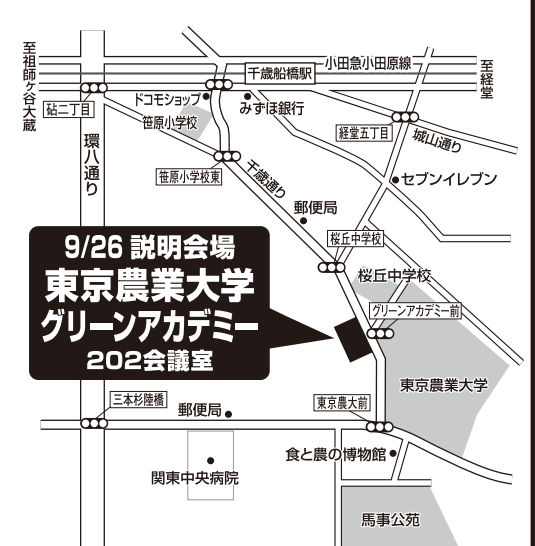 至祖師ヶ谷大蔵
小田急小田原線
千歳船橋駅
至経堂
ドコモショップ
みずほ銀行
砧二丁目
笹原小学校
経堂五丁目
城山通り
環八通り
笹原小学校東
千歳通り
セブンイレブン
郵便局
桜丘中学校
9/26 説明会場
東京農業大学
グリーンアカデミー
202会議室
桜丘中学校
グリーンアカデミー前
東京農業大学
三本杉陸橋
郵便局
東京農大前
食と農の博物館
関東中央病院
馬事公苑